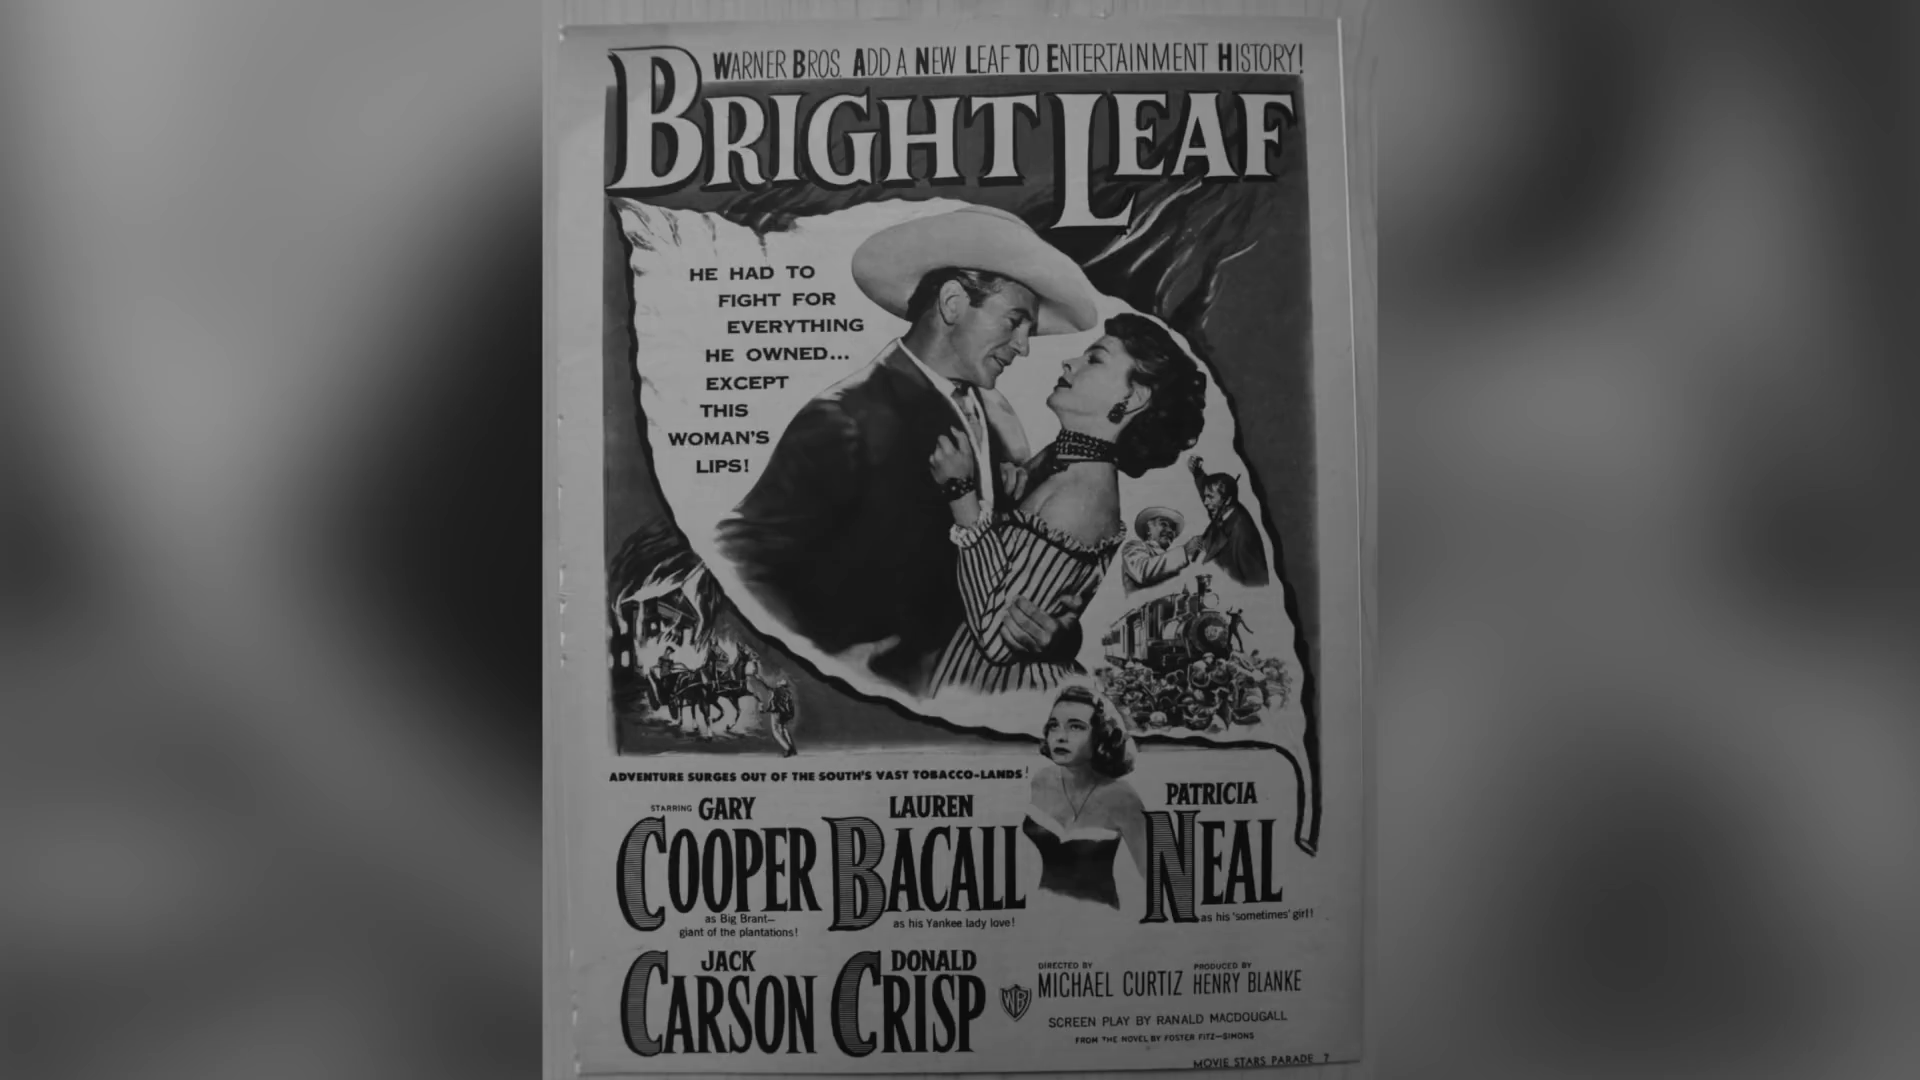 WARNER BROS. ADD A NEW LEAF TO ENTERTAINMENT HISTORY!
BRIGHT LEAF
HE HAD TO
FIGHT FOR
EVERYTHING
HE OWNED...
EXCEPT
THIS
WOMAN'S
LIPS!
ADVENTURE SURGES OUT OF THE SOUTH'S VAST TOBACCO-LANDS!
STARRING GARY
COOPER
as Big Brant—
giant of the plantations!
LAUREN
BACALL
as his Yankee lady love!
PATRICIA
NEAL
as his 'sometimes' girl!
JACK
CARSON
DONALD
CRISP
WB
DIRECTED BY
MICHAEL CURTIZ
PRODUCED BY
HENRY BLANKE
SCREEN PLAY BY RANALD MACDOUGALL
FROM THE NOVEL BY FOSTER FITZ-SIMONS
MOVIE STARS PARADE 7